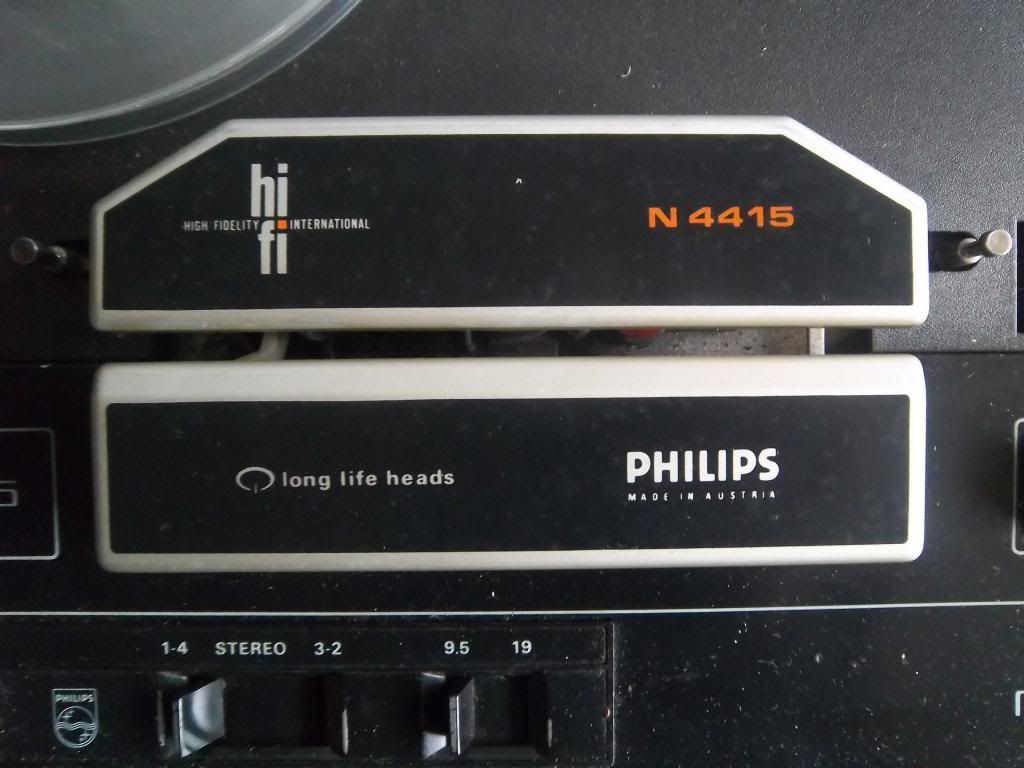 hi
HIGH FIDELITY INTERNATIONAL
fi
N 4415
long life heads
PHILIPS
MADE IN AUSTRIA
1-4 STEREO 3-2 9.5 19
PHILIPS